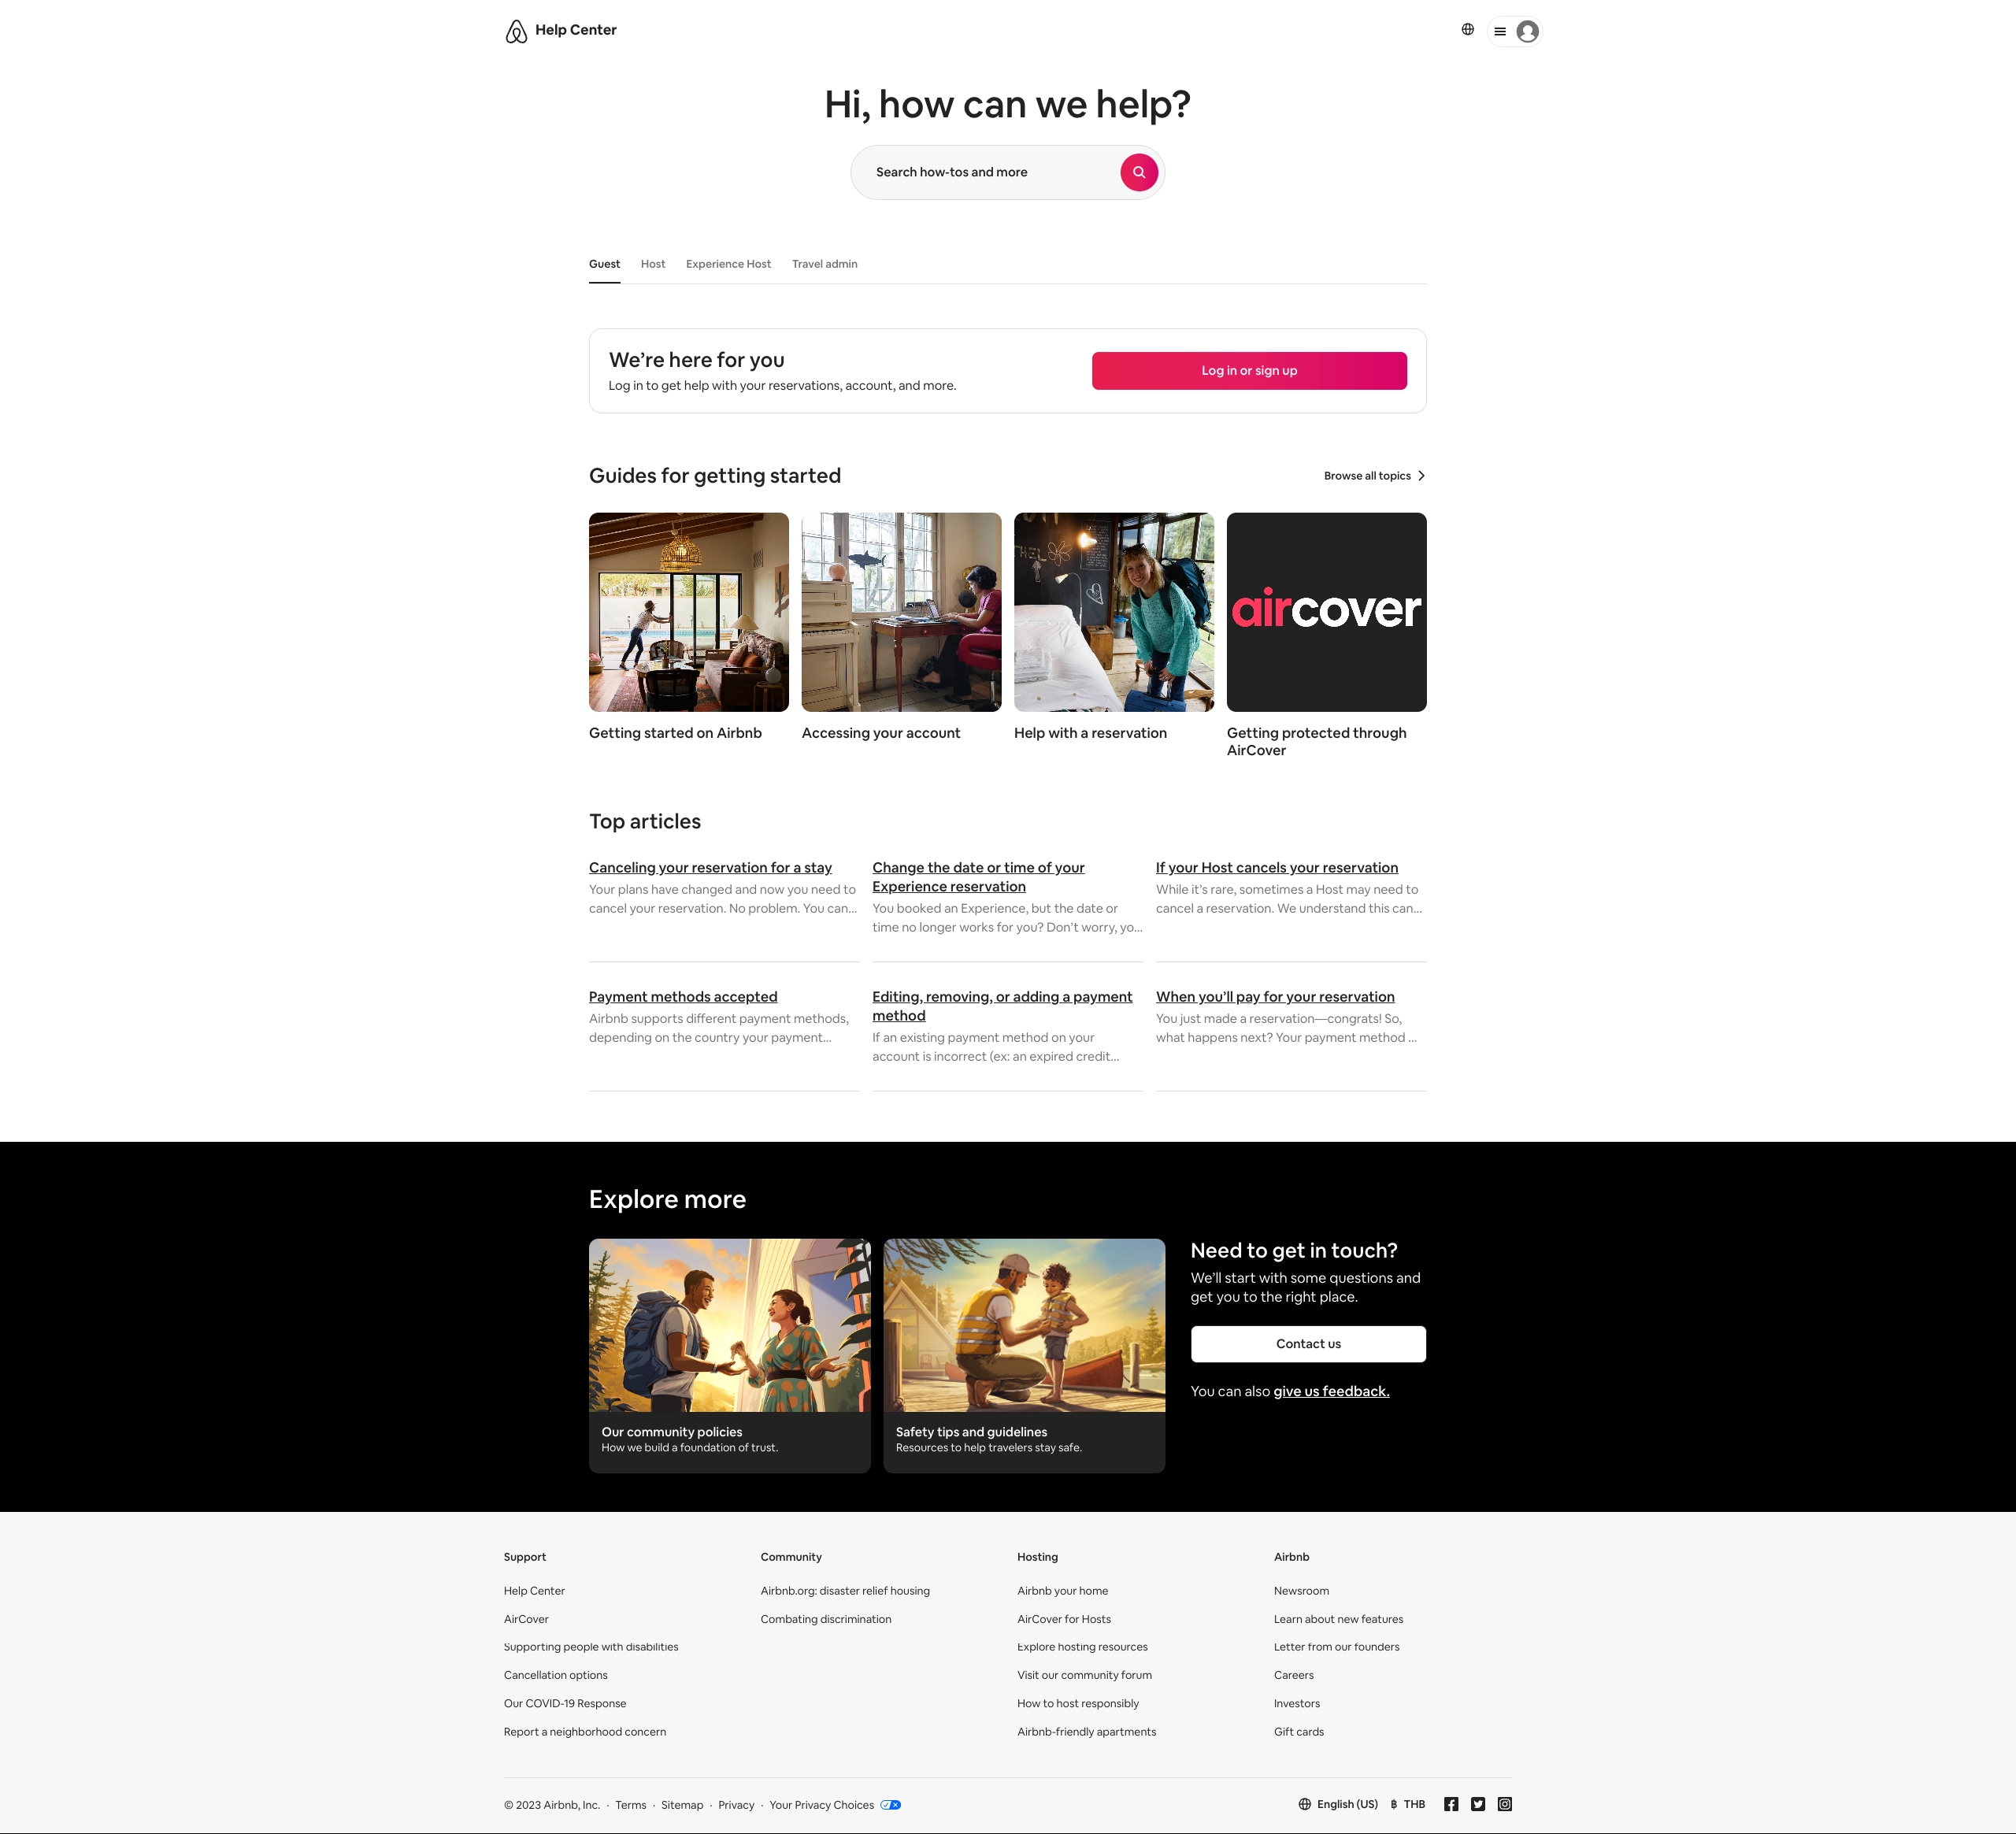 Help Center
Hi, how can we help?
Search how-tos and more
Guest
Host
Experience Host
Travel admin
We’re here for you
Log in to get help with your reservations, account, and more.
Log in or sign up
Guides for getting started
Browse all topics
THEL
aircover
Getting started on Airbnb
Accessing your account
Help with a reservation
Getting protected through
AirCover
Top articles
Canceling your reservation for a stay
Your plans have changed and now you need to
cancel your reservation. No problem. You can…
Change the date or time of your
Experience reservation
You booked an Experience, but the date or
time no longer works for you? Don’t worry, yo…
If your Host cancels your reservation
While it’s rare, sometimes a Host may need to
cancel a reservation. We understand this can…
Payment methods accepted
Airbnb supports different payment methods,
depending on the country your payment…
Editing, removing, or adding a payment
method
If an existing payment method on your
account is incorrect (ex: an expired credit…
When you’ll pay for your reservation
You just made a reservation—congrats! So,
what happens next? Your payment method …
Explore more
Our community policies
How we build a foundation of trust.
Safety tips and guidelines
Resources to help travelers stay safe.
Need to get in touch?
We’ll start with some questions and
get you to the right place.
Contact us
You can also give us feedback.
Support
Help Center
AirCover
Supporting people with disabilities
Cancellation options
Our COVID-19 Response
Report a neighborhood concern
Community
Airbnb.org: disaster relief housing
Combating discrimination
Hosting
Airbnb your home
AirCover for Hosts
Explore hosting resources
Visit our community forum
How to host responsibly
Airbnb-friendly apartments
Airbnb
Newsroom
Learn about new features
Letter from our founders
Careers
Investors
Gift cards
© 2023 Airbnb, Inc. · Terms · Sitemap · Privacy · Your Privacy Choices
English (US) ฿ THB